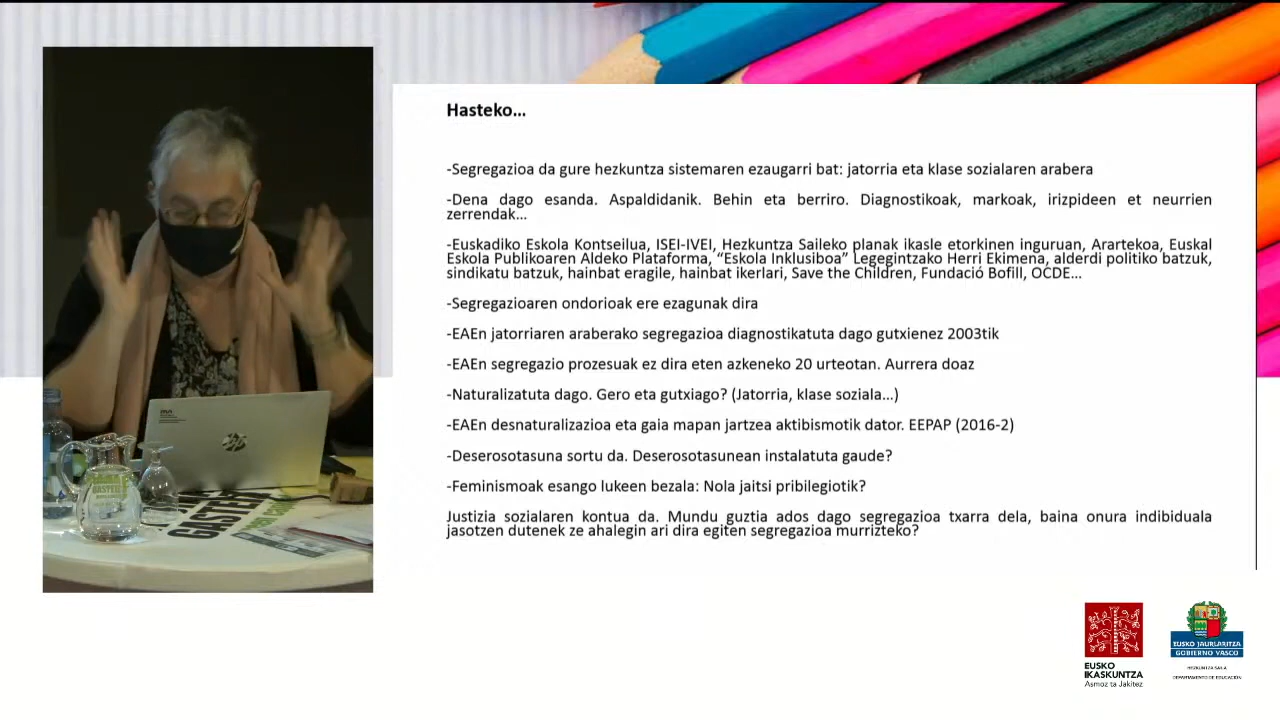 Hasteko...
-Segregazioa da gure hezkuntza sistemaren ezaugarri bat: jatorria eta klase sozialaren arabera
-Dena dago esanda. Aspaldidanik. Behin eta berriro. Diagnostikoak, markoak, irizpideen et neurrien
zerrendak...
-Euskadiko Eskola Kontseilua, ISEI-IVEI, Hezkuntza Saileko planak ikasle etorkinen inguruan, Arartekoa, Euskal
Eskola Publikoaren Aldeko Plataforma, “Eskola Inklusiboa” Legegintzako Herri Ekimena, alderdi politiko batzuk,
sindikatu batzuk, hainbat eragile, hainbat ikerlari, Save the Children, Fundació Bofill, OCDE...
-Segregazioaren ondorioak ere ezagunak dira
-EAEn jatorriaren araberako segregazioa diagnostikatuta dago gutxienez 2003tik
-EAEn segregazio prozesuak ez dira eten azkeneko 20 urteotan. Aurrera doaz
-Naturalizatuta dago. Gero eta gutxiago? (Jatorria, klase soziala...)
-EAEn desnaturalizazioa eta gaia mapan jartzea aktibismotik dator. EEPAP (2016-2)
-Deserosotasuna sortu da. Deserosotasunean instalatuta gaude?
-Feminismoak esango lukeen bezala: Nola jaitsi pribilegiotik?
Justizia sozialaren kontua da. Mundu guztia ados dago segregazioa txarra dela, baina onura indibiduala
jasotzen dutenek ze ahalegin ari dira egiten segregazioa murrizteko?
hp
GASTEIZ
EUSKO
IKASKUNTZA
Asmoz ta Jakitez
EUSKO JAURLARITZA
GOBIERNO VASCO
HEZKUNTZA SAILA
DEPARTAMENTO DE EDUCACIÓN